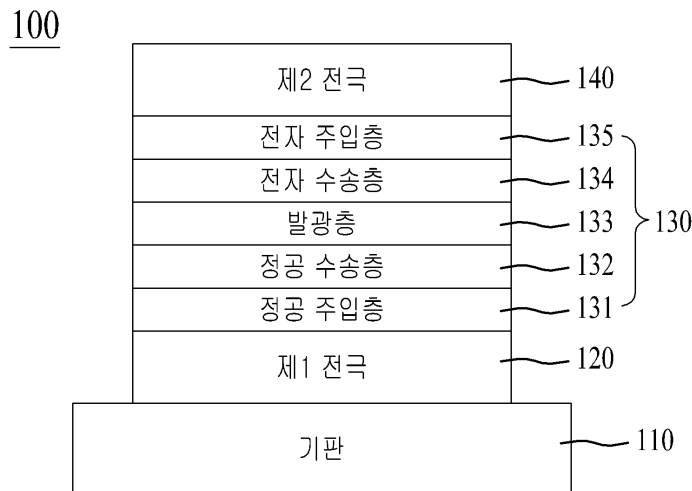 100
제2 전극 140
전자 주입층 135
전자 수송층 134
발광층 133
130
정공 수송층 132
정공 주입층 131
제1 전극 120
기판 110